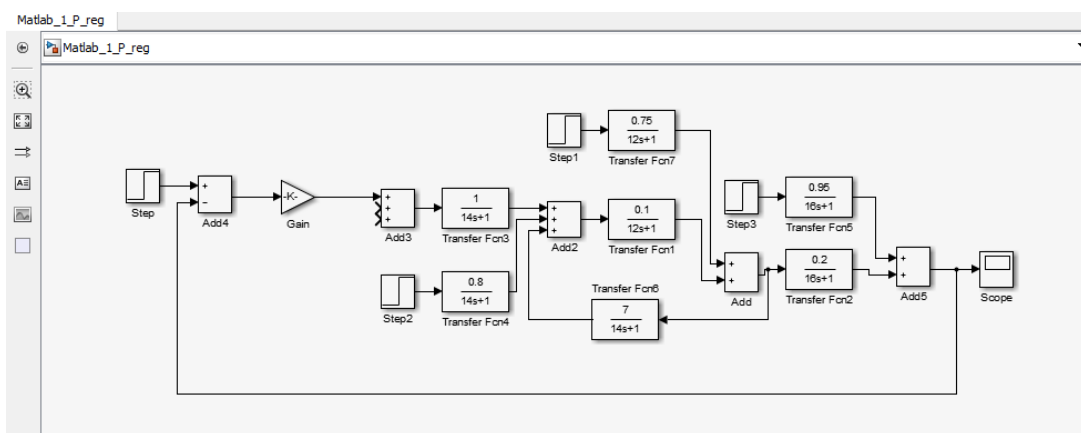 Matlab_1_P_reg
Matlab_1_P_reg
0.75
12s+1
Step1
Transfer Fcn7
0.95
16s+1
Step3
Transfer Fcn5
+
−
Step
Add4
-K-
Gain
+
+
+
Add3
1
14s+1
Transfer Fcn3
+
+
+
Add2
0.1
12s+1
Transfer Fcn1
+
+
Add
0.2
16s+1
Transfer Fcn2
+
+
Add5
Scope
Step2
0.8
14s+1
Transfer Fcn4
Transfer Fcn6
7
14s+1